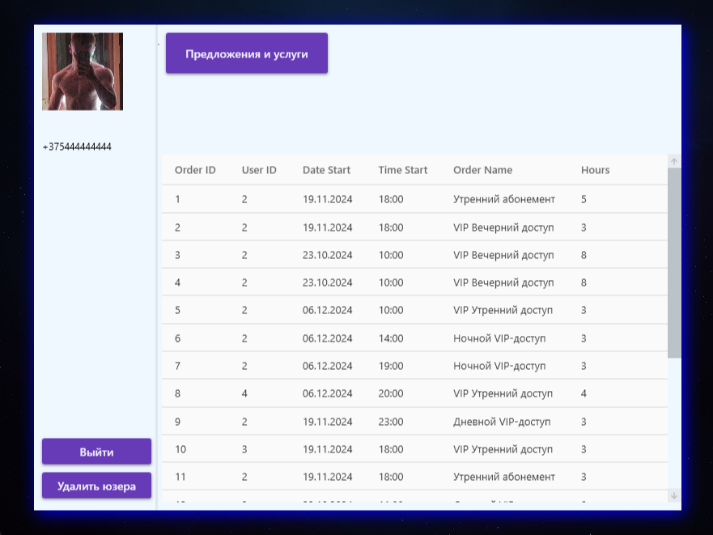 Предложения и услуги
+375444444444
Order ID User ID Date Start Time Start Order Name Hours
1 2 19.11.2024 18:00 Утренний абонемент 5
2 2 19.11.2024 18:00 VIP Вечерний доступ 3
3 2 23.10.2024 10:00 VIP Вечерний доступ 8
4 2 23.10.2024 10:00 VIP Вечерний доступ 8
5 2 06.12.2024 10:00 VIP Утренний доступ 3
6 2 06.12.2024 14:00 Ночной VIP-доступ 3
7 2 06.12.2024 19:00 Ночной VIP-доступ 3
8 4 06.12.2024 20:00 VIP Утренний доступ 4
9 2 19.11.2024 23:00 Дневной VIP-доступ 3
10 3 19.11.2024 18:00 VIP Утренний доступ 3
11 2 19.11.2024 18:00 Утренний абонемент 3
Выйти
Удалить юзера